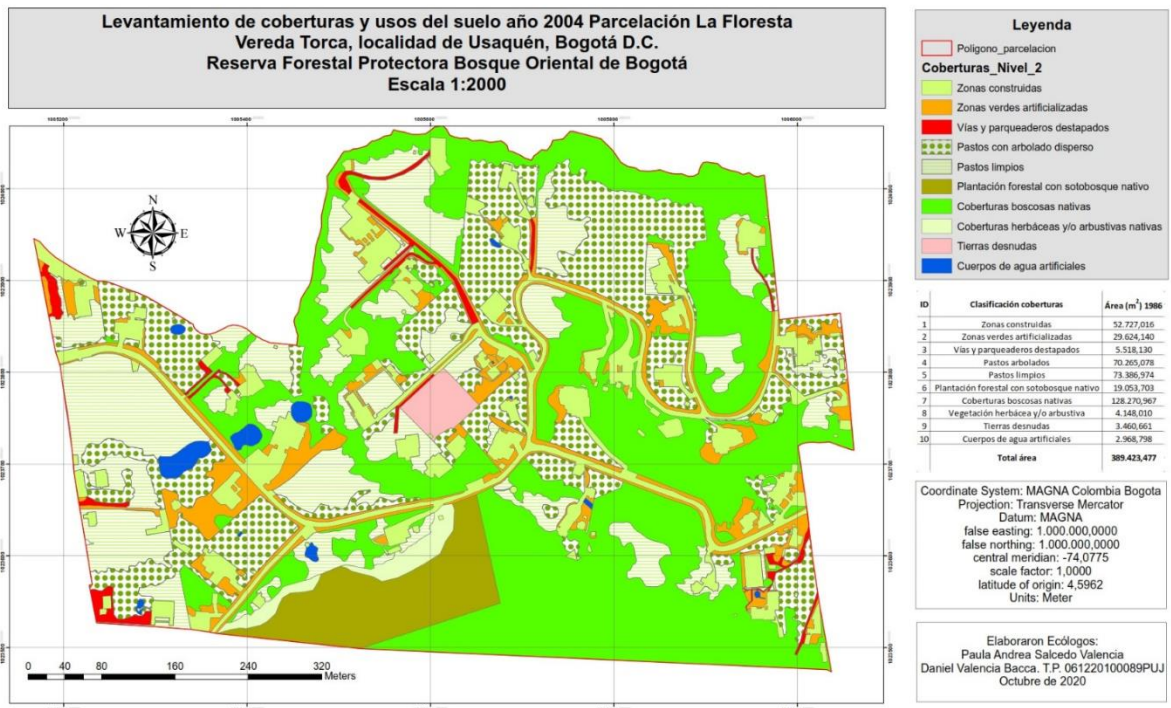 Levantamiento de coberturas y usos del suelo año 2004 Parcelación La Floresta
Vereda Torca, localidad de Usaquén, Bogotá D.C.
Reserva Forestal Protectora Bosque Oriental de Bogotá
Escala 1:2000
N
W E
S
0 40 80 160 240 320
Meters
Leyenda
Poligono_parcelacion
Coberturas_Nivel_2
Zonas construidas
Zonas verdes artificializadas
Vías y parqueaderos destapados
Pastos con arbolado disperso
Pastos limpios
Plantación forestal con sotobosque nativo
Coberturas boscosas nativas
Coberturas herbáceas y/o arbustivas nativas
Tierras desnudas
Cuerpos de agua artificiales
ID Clasificación coberturas Área (m²) 1986
1 Zonas construidas 52.727,016
2 Zonas verdes artificializadas 29.624,140
3 Vías y parqueaderos destapados 5.518,130
4 Pastos arbolados 70.265,078
5 Pastos limpios 73.386,974
6 Plantación forestal con sotobosque nativo 19.053,703
7 Coberturas boscosas nativas 128.270,967
8 Vegetación herbácea y/o arbustiva 4.148,010
9 Tierras desnudas 3.460,661
10 Cuerpos de agua artificiales 2.968,798
Total área 389.423,477
Coordinate System: MAGNA Colombia Bogota
Projection: Transverse Mercator
Datum: MAGNA
false easting: 1.000.000,0000
false northing: 1.000.000,0000
central meridian: -74,0775
scale factor: 1,0000
latitude of origin: 4,5962
Units: Meter
Elaboraron Ecólogos:
Paula Andrea Salcedo Valencia
Daniel Valencia Bacca. T.P. 061220100089PUJ
Octubre de 2020